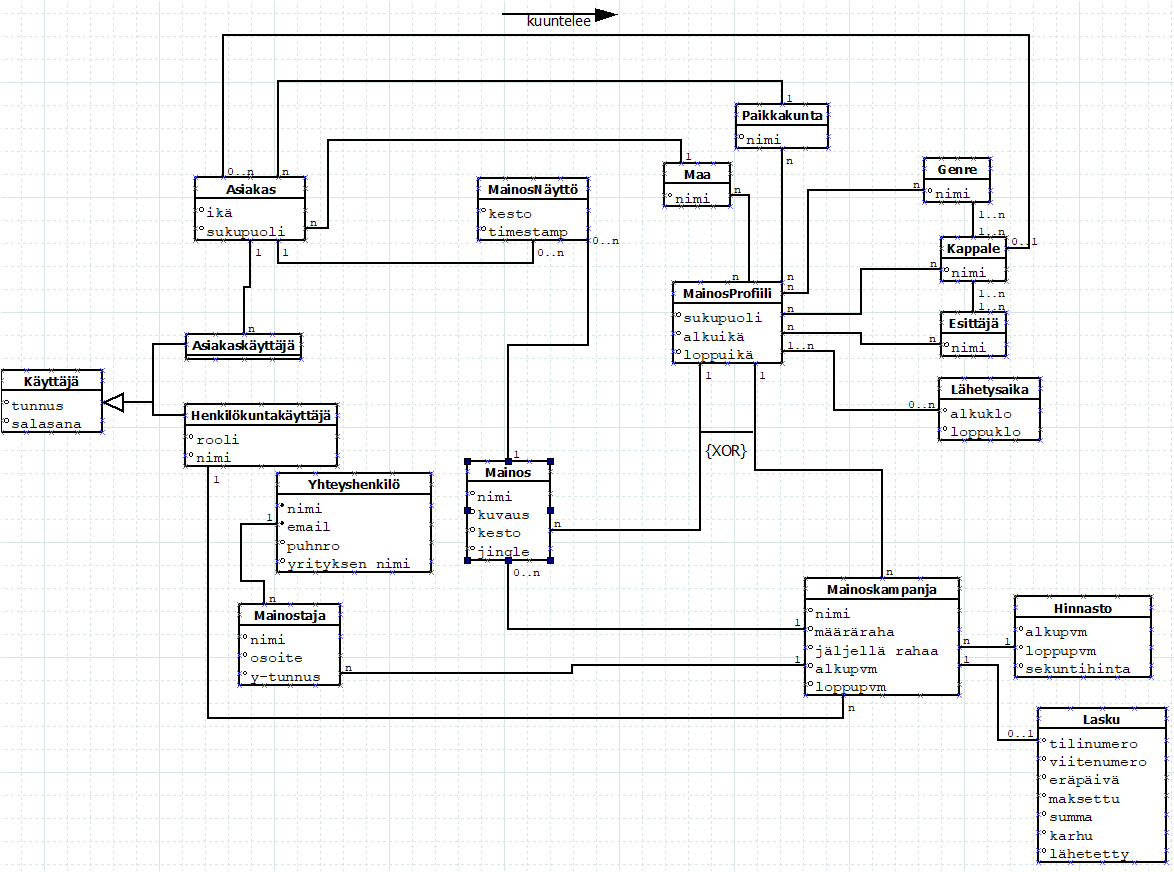 kuuntelee
1
Paikkakunta
nimi
n
0..n
n
Asiakas
ikä
sukupuoli
n
1
1
MainosNäyttö
kesto
timestamp
0..n
0..n
1
Maa
nimi
n
n
Genre
nimi
1..n
1..n
Kappale
0..1
n
nimi
1..n
1..n
Esittäjä
n
nimi
n
n
n
MainosProfiili
sukupuoli
n
alkuikä
n
loppuikä
1..n
1
1
{XOR}
Lähetysaika
0..n
alkuklo
loppuklo
n
Asiakaskäyttäjä
Käyttäjä
tunnus
salasana
Henkilökuntakäyttäjä
rooli
nimi
1
Yhteyshenkilö
nimi
1
email
puhnro
yrityksen nimi
n
Mainostaja
nimi
osoite
y-tunnus
n
1
Mainos
nimi
kuvaus
kesto
jingle
n
0..n
n
Mainoskampanja
nimi
1
määräraha
jäljellä rahaa
n
1
alkupvm
1
loppupvm
n
Hinnasto
alkupvm
1
loppupvm
sekuntihinta
Lasku
0..1
tilinumero
viitenumero
eräpäivä
maksettu
summa
karhu
lähetetty